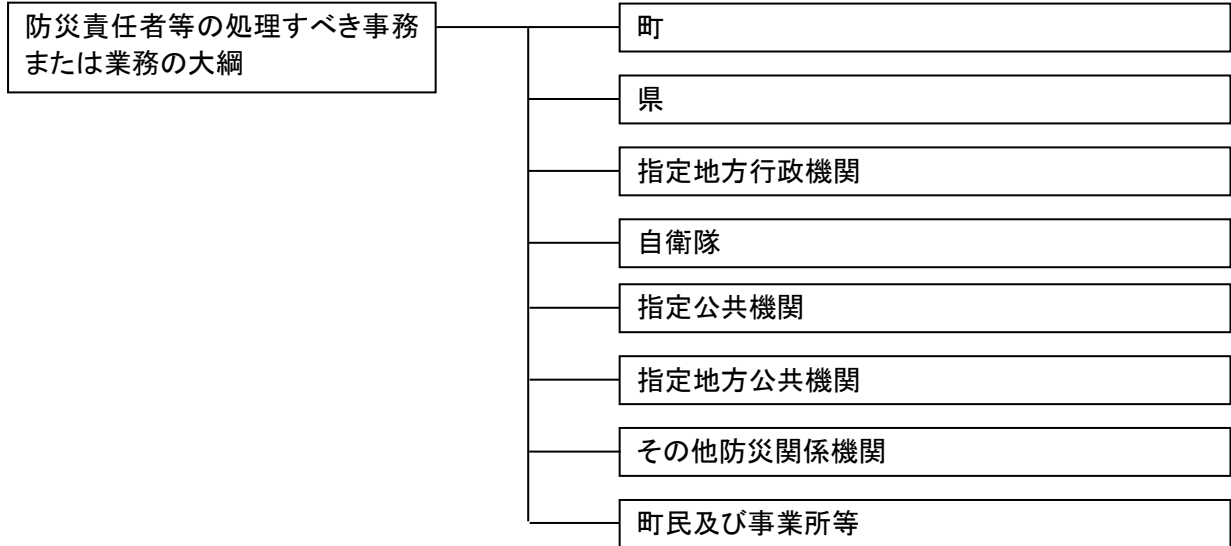 防災責任者等の処理すべき事務
または業務の大綱
町
県
指定地方行政機関
自衛隊
指定公共機関
指定地方公共機関
その他防災関係機関
町民及び事業所等